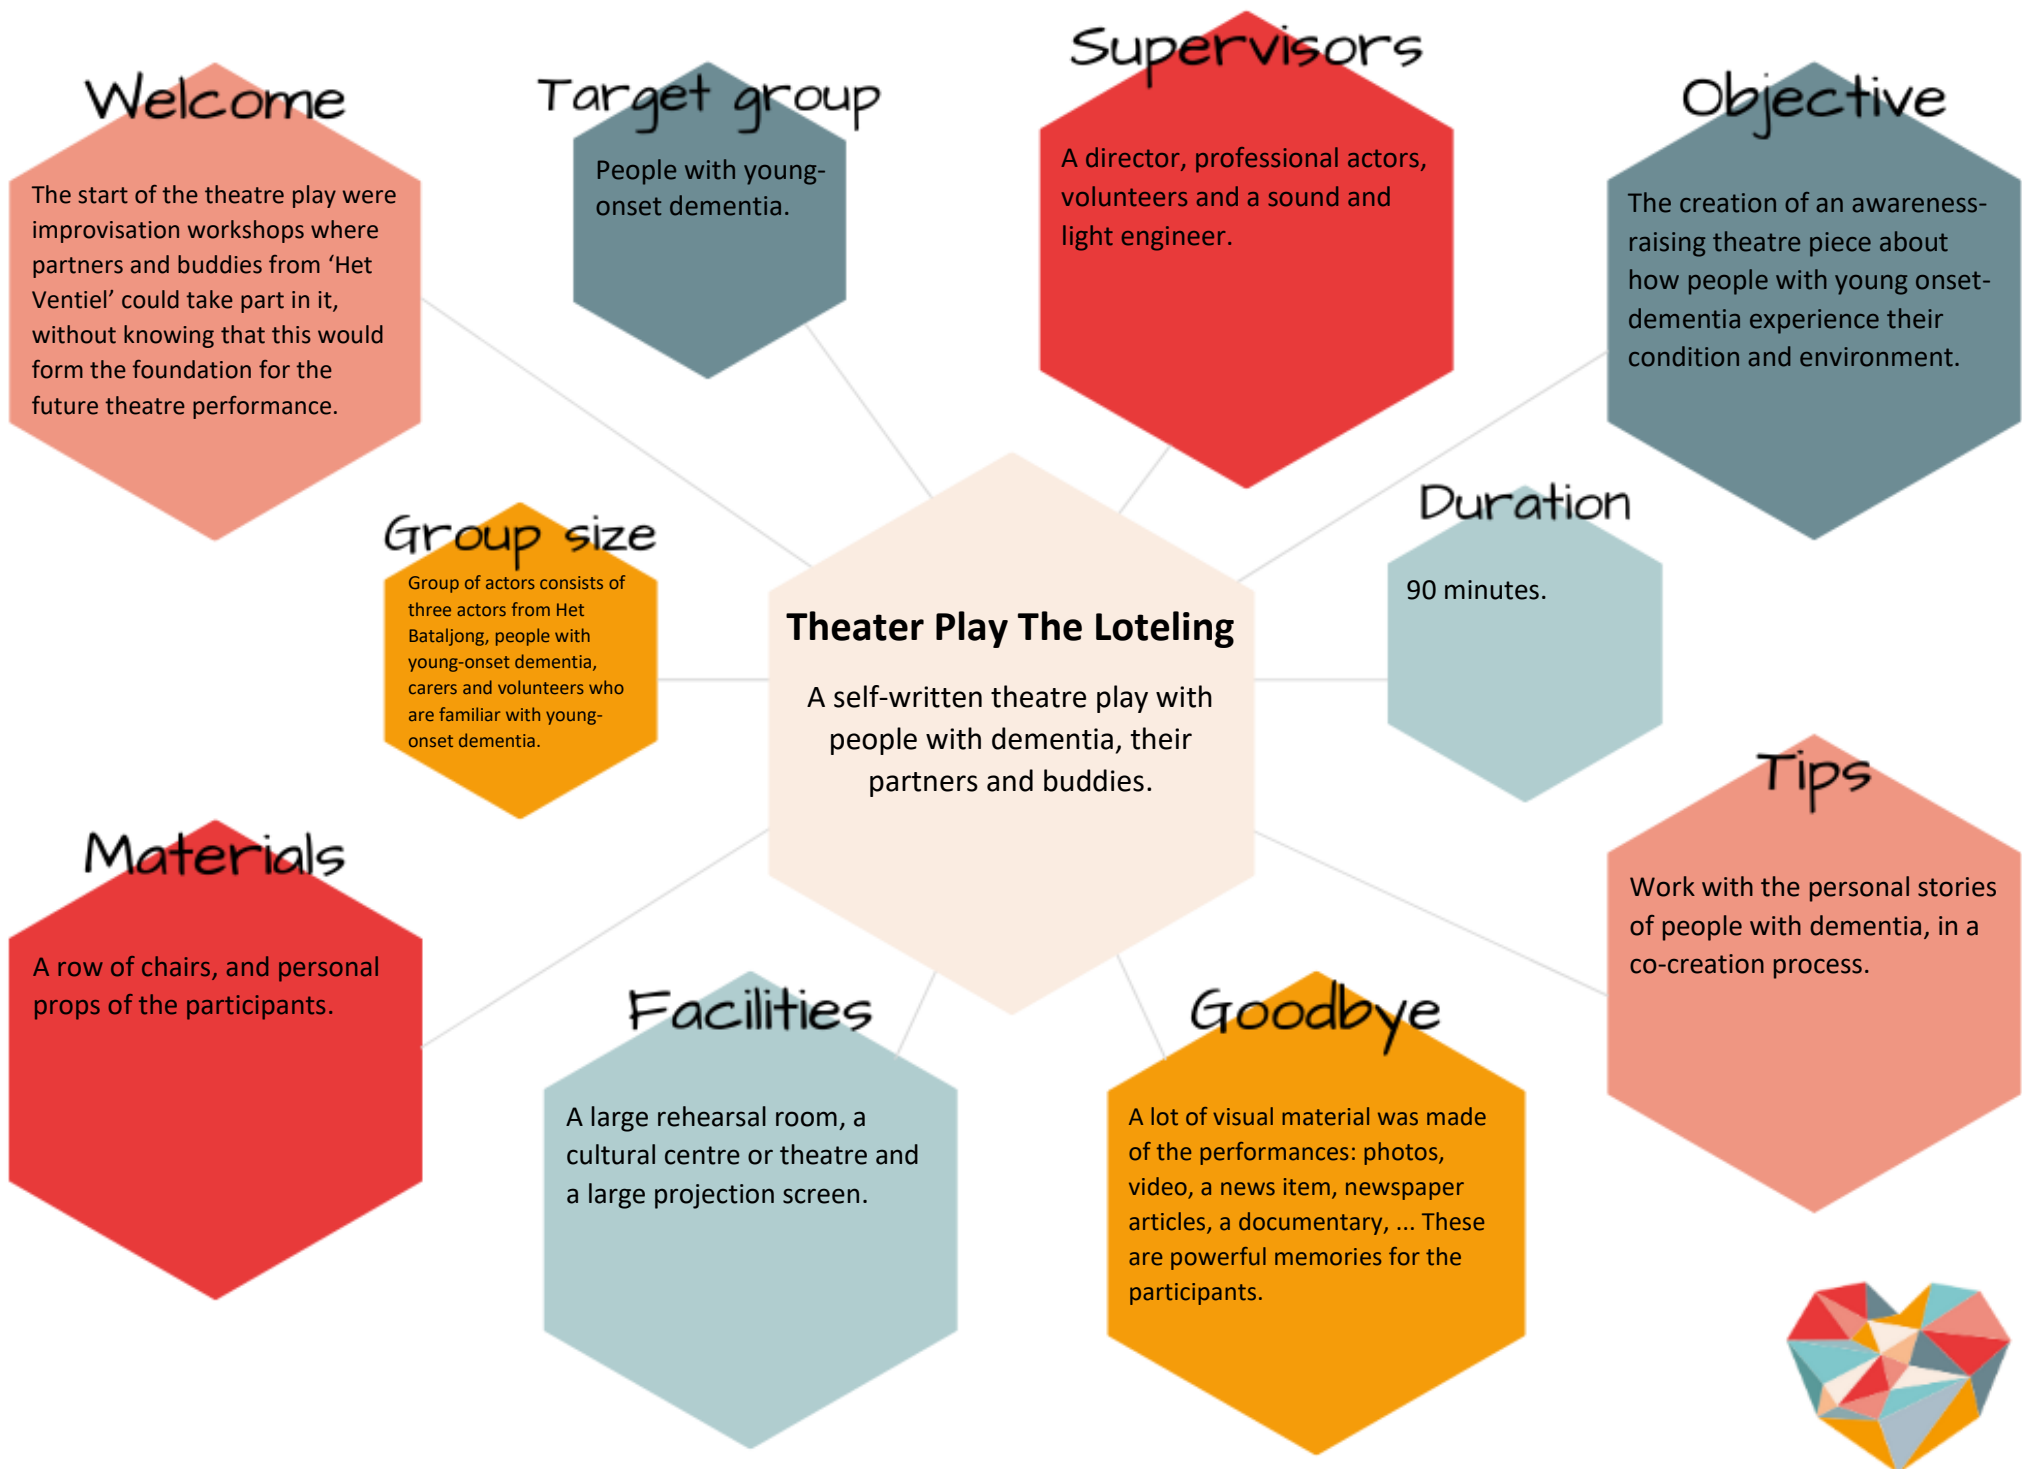 Welcome
The start of the theatre play were
improvisation workshops where
partners and buddies from ‘Het
Ventiel’ could take part in it,
without knowing that this would
form the foundation for the
future theatre performance.
Target group
People with young-
onset dementia.
Supervisors
A director, professional actors,
volunteers and a sound and
light engineer.
Objective
The creation of an awareness-
raising theatre piece about
how people with young onset-
dementia experience their
condition and environment.
Group size
Group of actors consists of
three actors from Het
Bataljong, people with
young-onset dementia,
carers and volunteers who
are familiar with young-
onset dementia.
Theater Play The Loteling
A self-written theatre play with
people with dementia, their
partners and buddies.
Duration
90 minutes.
Tips
Work with the personal stories
of people with dementia, in a
co-creation process.
Materials
A row of chairs, and personal
props of the participants.
Facilities
A large rehearsal room, a
cultural centre or theatre and
a large projection screen.
Goodbye
A lot of visual material was made
of the performances: photos,
video, a news item, newspaper
articles, a documentary, ... These
are powerful memories for the
participants.